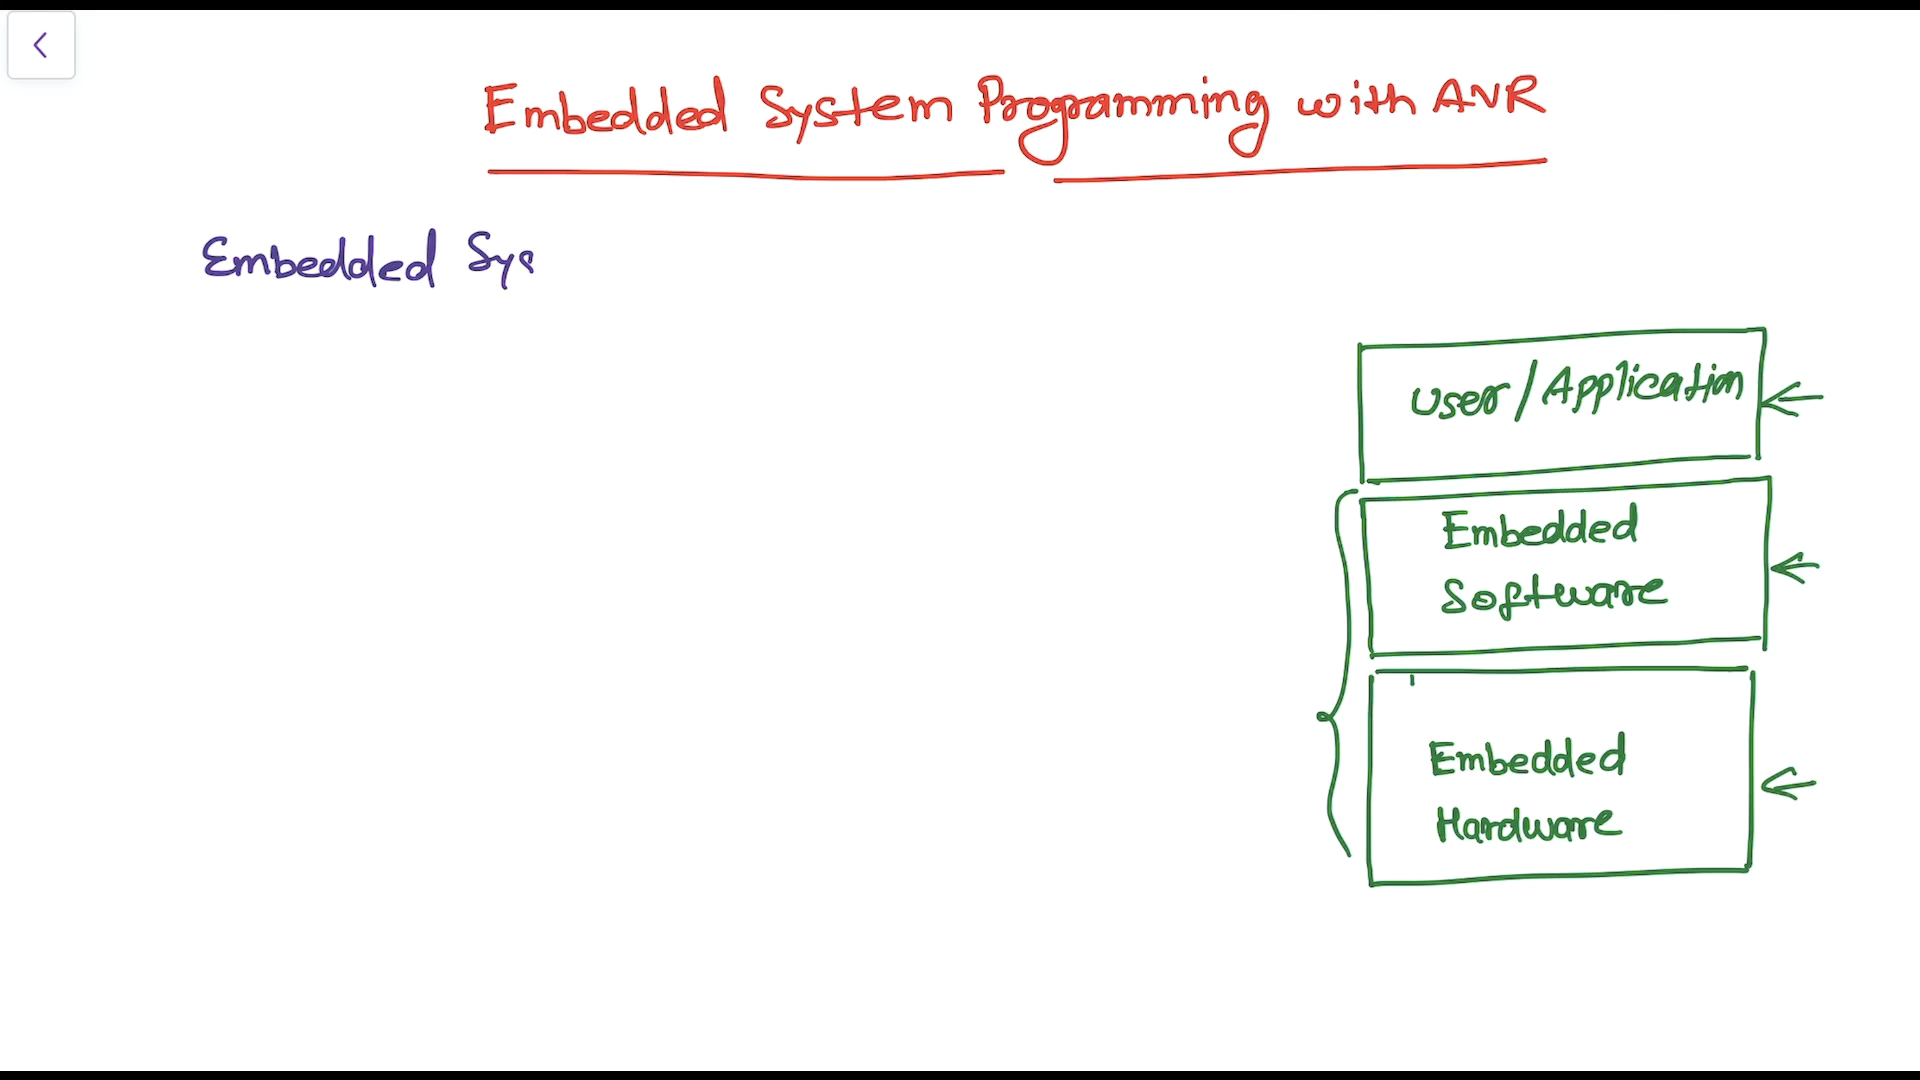 Embedded System Programming with AVR
Embedded Sys
User/Application
Embedded
Software
Embedded
Hardware